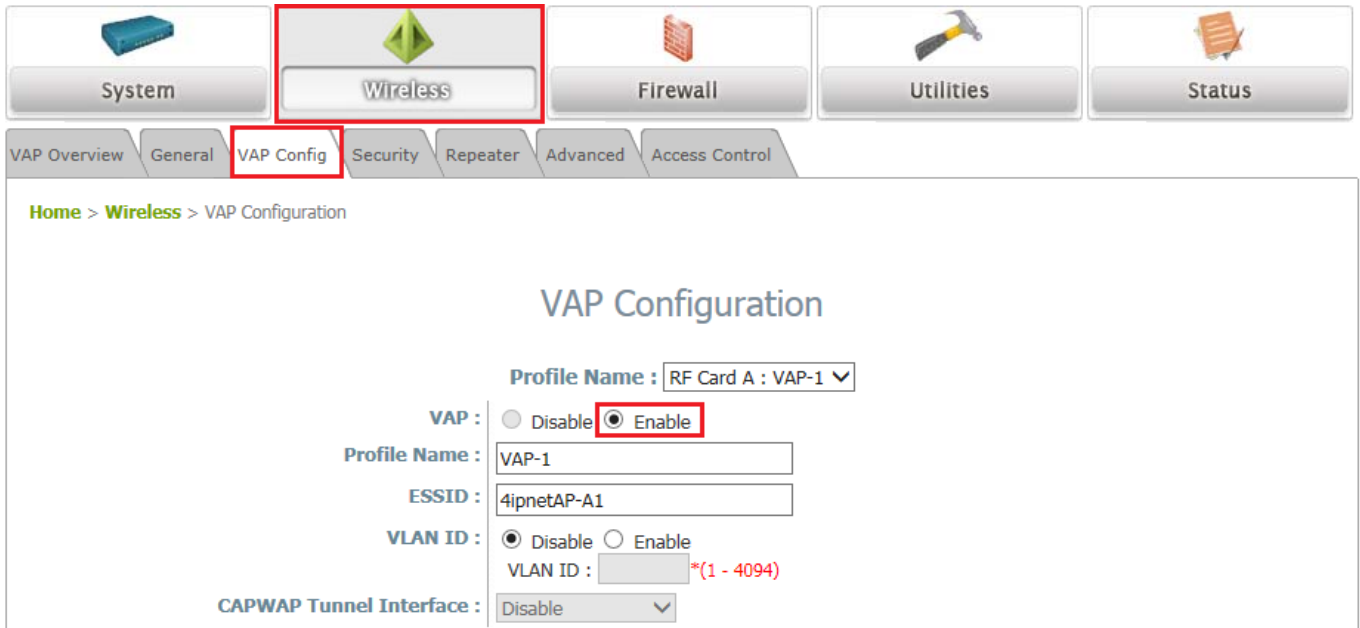 System Wireless Firewall Utilities Status
VAP Overview General VAP Config Security Repeater Advanced Access Control
Home > Wireless > VAP Configuration
VAP Configuration
Profile Name : RF Card A : VAP-1
VAP : Disable Enable
Profile Name : VAP-1
ESSID : 4ipnetAP-A1
VLAN ID : Disable Enable
VLAN ID : *(1 - 4094)
CAPWAP Tunnel Interface : Disable